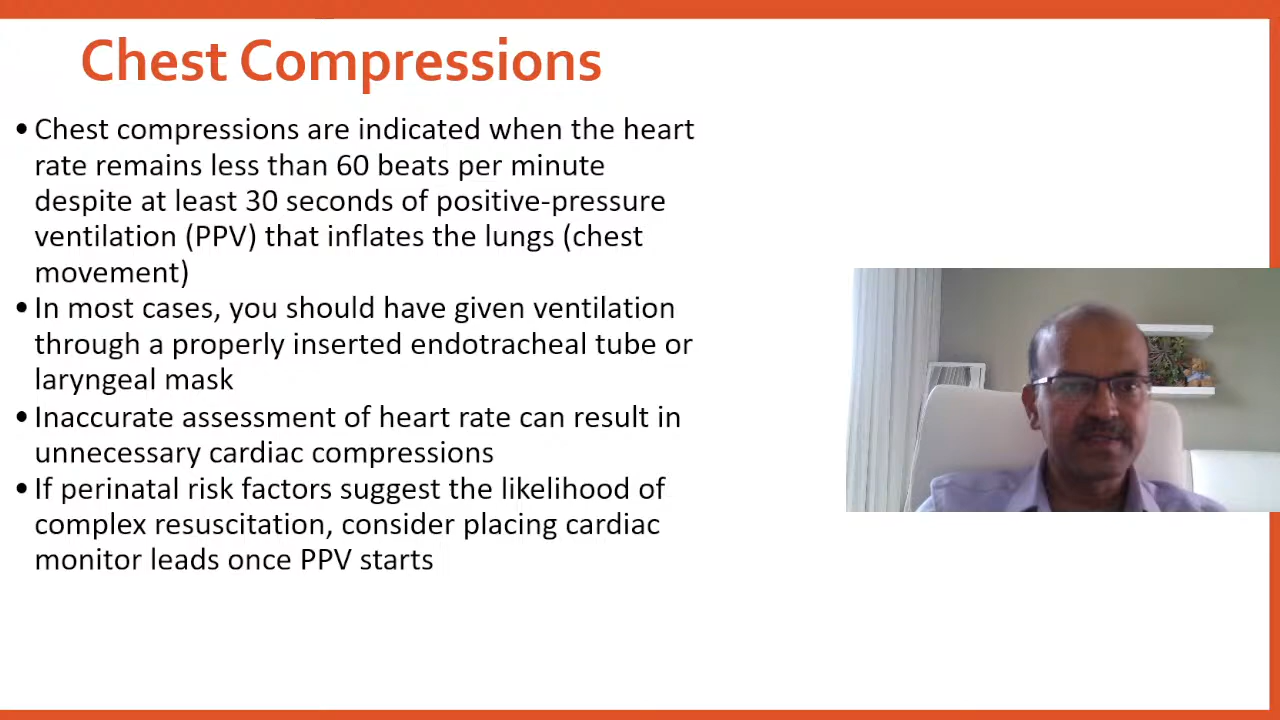 Chest Compressions
• Chest compressions are indicated when the heart
rate remains less than 60 beats per minute
despite at least 30 seconds of positive-pressure
ventilation (PPV) that inflates the lungs (chest
movement)
• In most cases, you should have given ventilation
through a properly inserted endotracheal tube or
laryngeal mask
• Inaccurate assessment of heart rate can result in
unnecessary cardiac compressions
• If perinatal risk factors suggest the likelihood of
complex resuscitation, consider placing cardiac
monitor leads once PPV starts